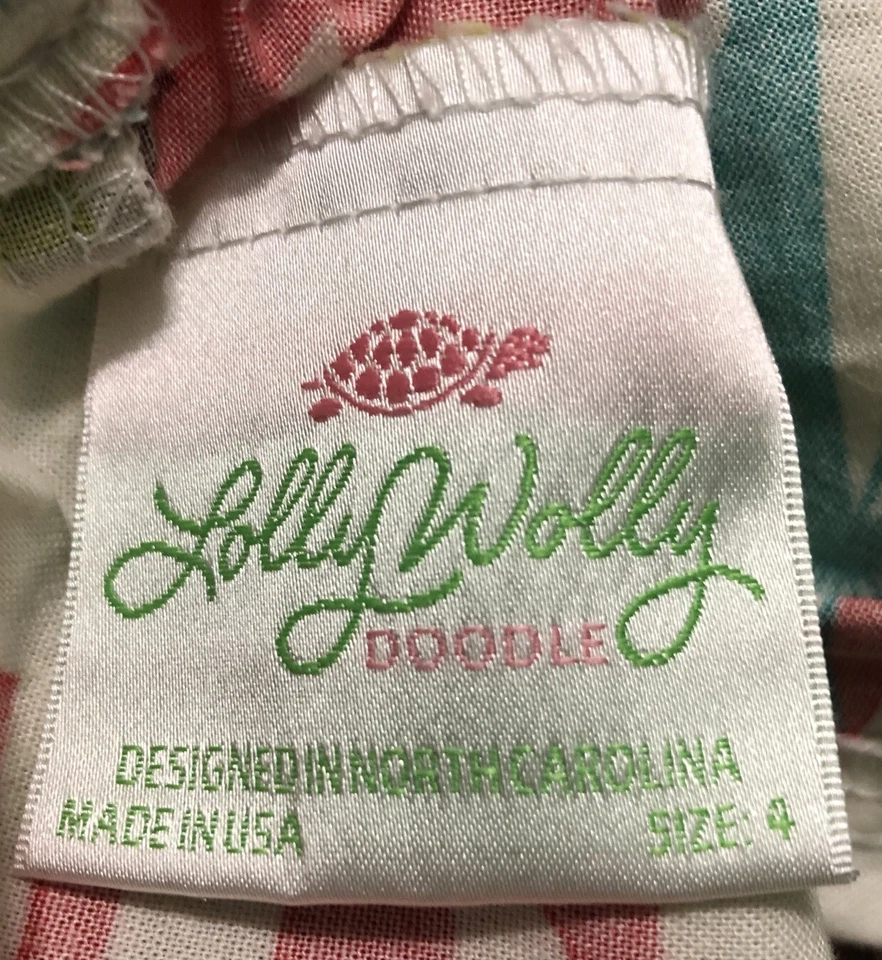 Lolly Wolly
DOODLE
DESIGNED IN NORTH CAROLINA
MADE IN USA SIZE: 4